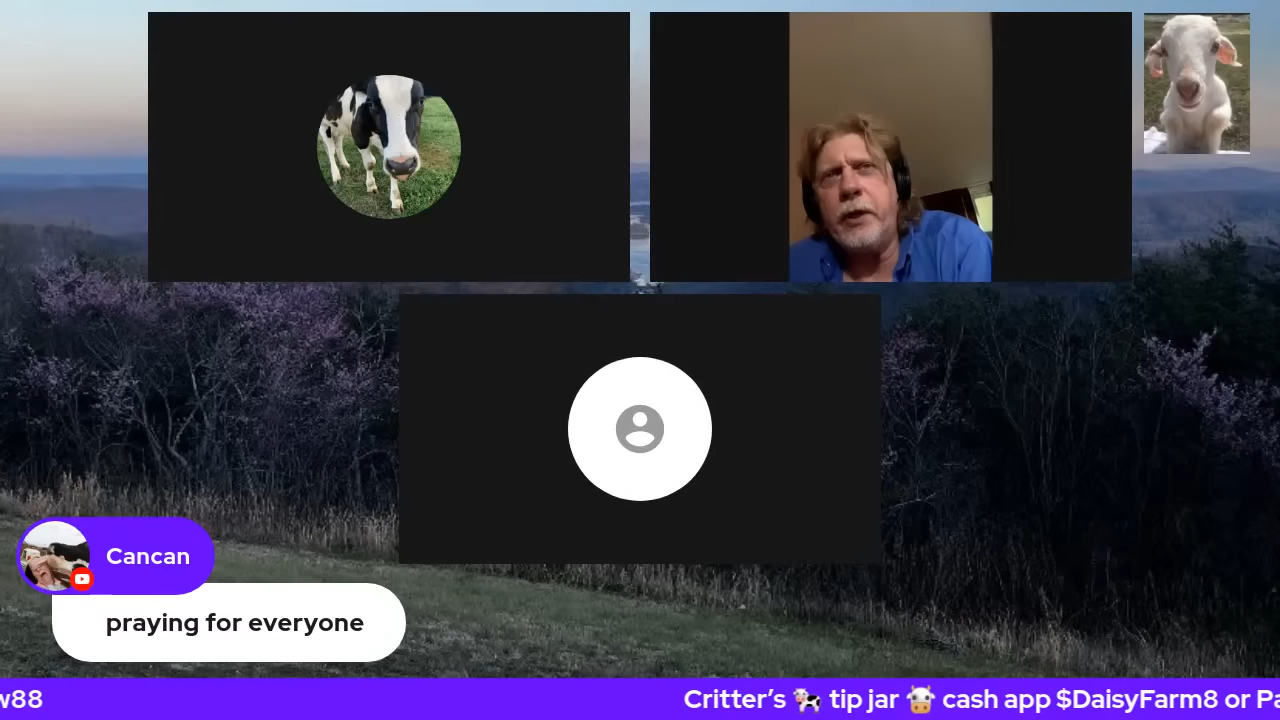 Cancan
praying for everyone
w88 Critter's 🐄 tip jar 🐮 cash app $DaisyFarm8 or Pa